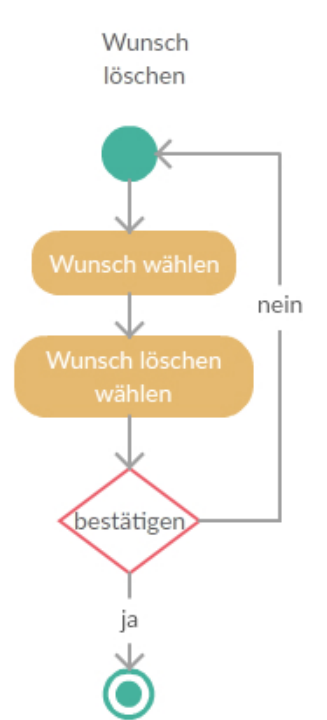 Wunsch
löschen
Wunsch wählen
nein
Wunsch löschen
wählen
bestätigen
ja